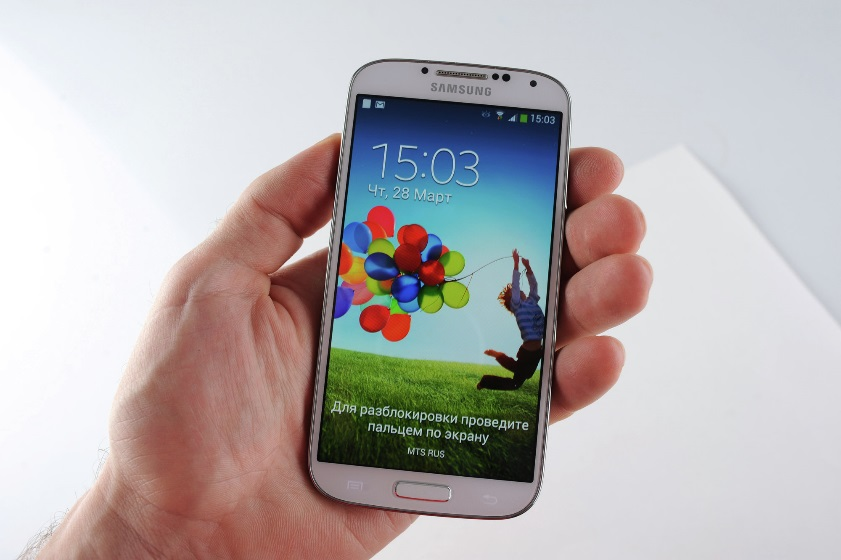 SAMSUNG
15:03
15:03
Чт, 28 Март
Для разблокировки проведите
пальцем по экрану
MTS RUS